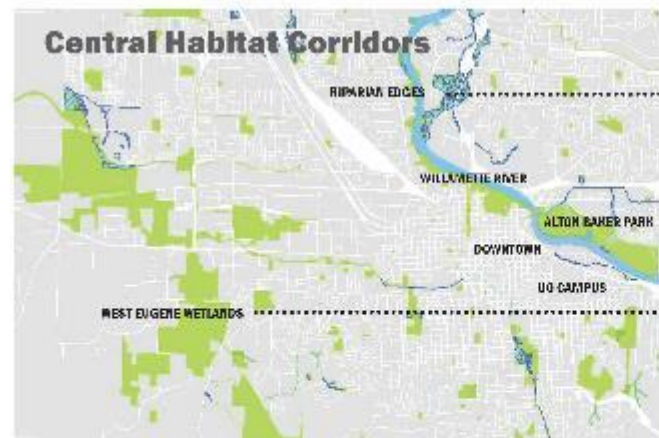 Central Habitat Corridors
RIPARIAN EDGES
WILLAMETTE RIVER
ALTON BAKER PARK
DOWNTOWN
UO CAMPUS
WEST EUGENE WETLANDS